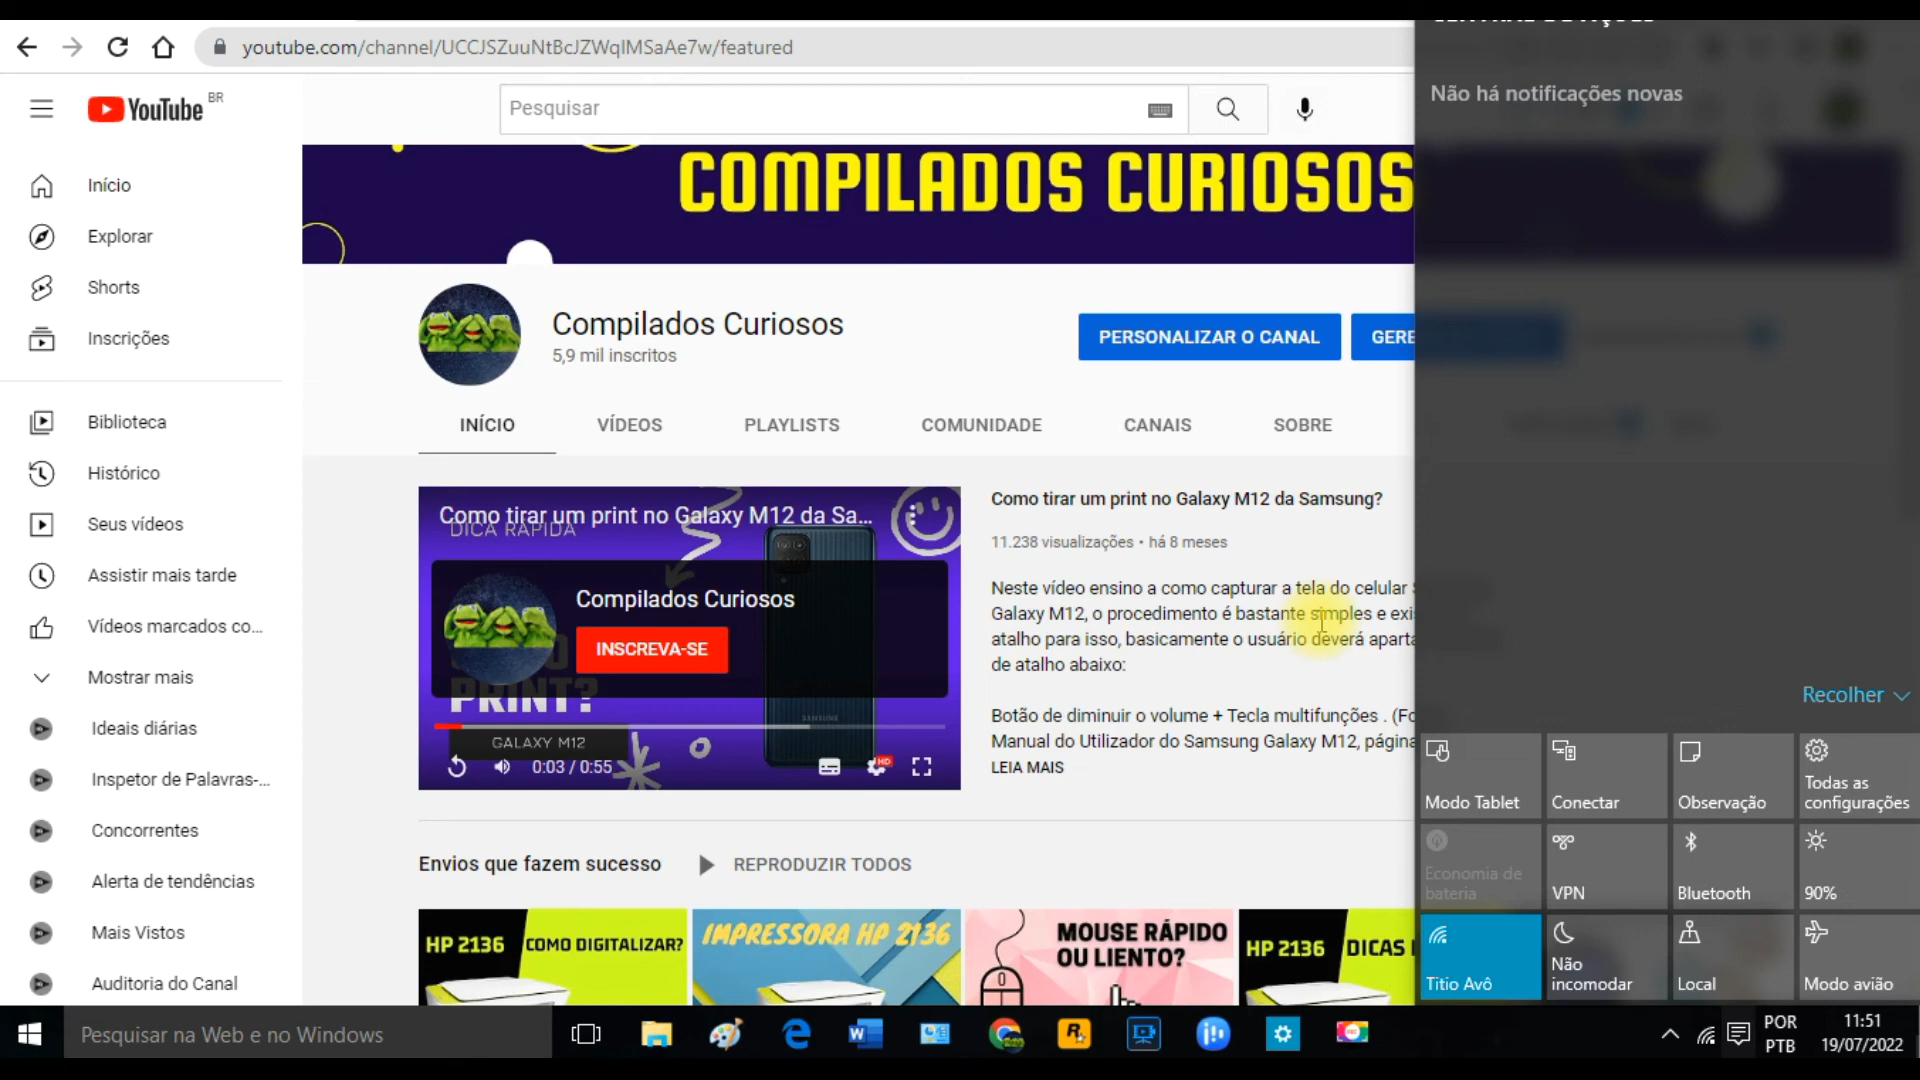 youtube.com/channel/UCCJSZuuNtBcJZWqIMSaAe7w/featured
YouTube BR
Pesquisar
Início
Explorar
Shorts
Inscrições
Biblioteca
Histórico
Seus vídeos
Assistir mais tarde
Vídeos marcados co...
Mostrar mais
Ideais diárias
Inspetor de Palavras-...
Concorrentes
Alerta de tendências
Mais Vistos
Auditoria do Canal
COMPILADOS CURIOSOS
Compilados Curiosos
5,9 mil inscritos
PERSONALIZAR O CANAL
GERE
INÍCIO
VÍDEOS
PLAYLISTS
COMUNIDADE
CANAIS
SOBRE
Como tirar um print no Galaxy M12 da Sa...
DICA RÁPIDA
Compilados Curiosos
INSCREVA-SE
PRINT?
SAMSUNG
GALAXY M12
0:03 / 0:55
HD
Como tirar um print no Galaxy M12 da Samsung?
11.238 visualizações • há 8 meses
Neste vídeo ensino a como capturar a tela do celular
Galaxy M12, o procedimento é bastante simples e exi
atalho para isso, basicamente o usuário deverá aparta
de atalho abaixo:
Botão de diminuir o volume + Tecla multifunções . (Fo
Manual do Utilizador do Samsung Galaxy M12, página
LEIA MAIS
Envios que fazem sucesso
REPRODUZIR TODOS
HP 2136 COMO DIGITALIZAR?
IMPRESSORA HP 2136
MOUSE RÁPIDO
OU LIENTO?
HP 2136 DICAS
Não há notificações novas
Recolher
Modo Tablet
Conectar
Observação
Todas as
configurações
Economia de
bateria
VPN
Bluetooth
90%
Titio Avô
Não
incomodar
Local
Modo avião
Pesquisar na Web e no Windows
POR
PTB
11:51
19/07/2022